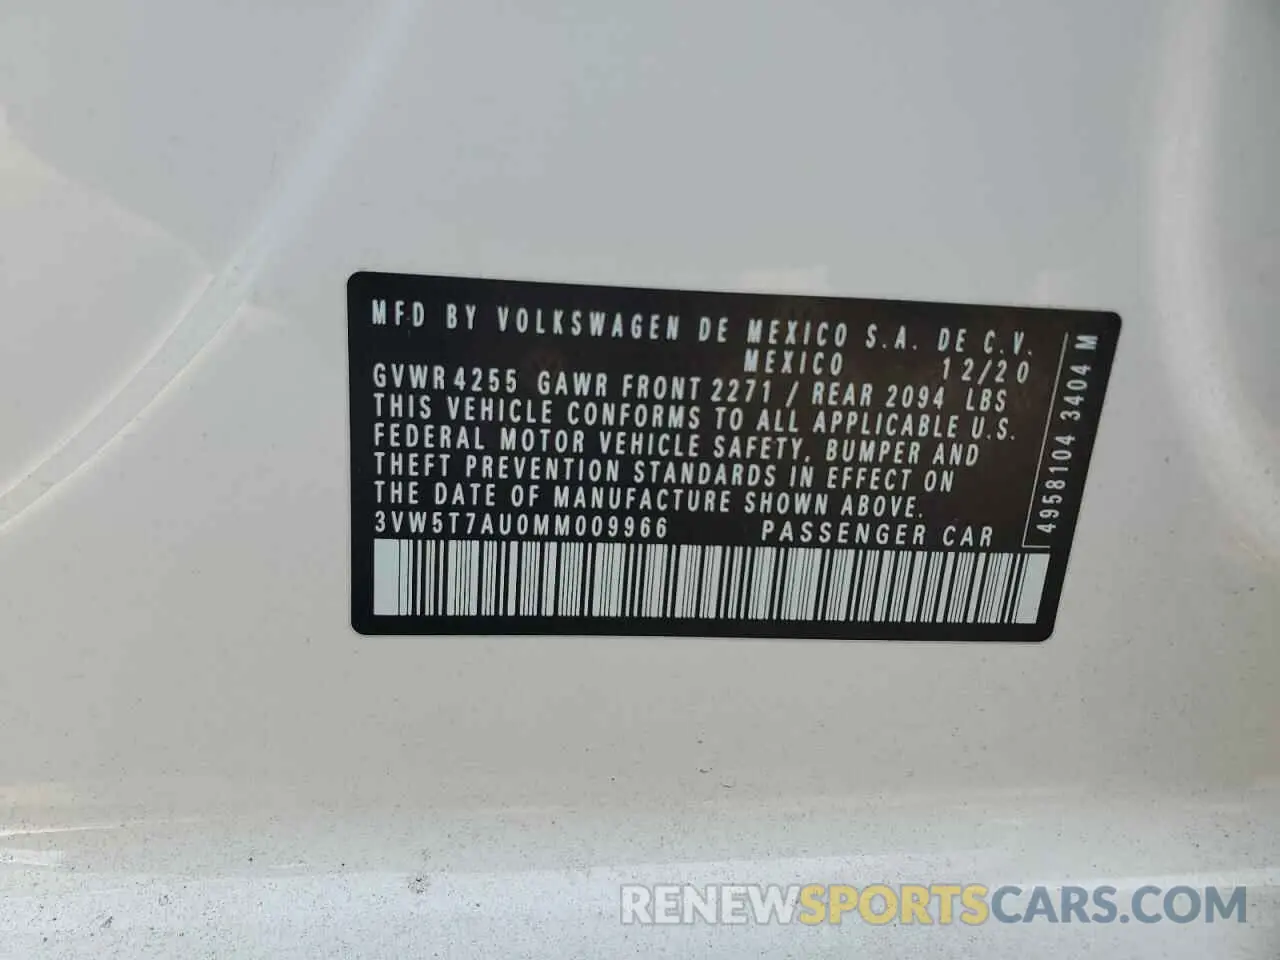 MFD BY VOLKSWAGEN DE MEXICO S.A. DE C.V.
MEXICO 12/20
GVWR 4255 GAWR FRONT 2271 / REAR 2094 LBS
THIS VEHICLE CONFORMS TO ALL APPLICABLE U.S.
FEDERAL MOTOR VEHICLE SAFETY, BUMPER AND
THEFT PREVENTION STANDARDS IN EFFECT ON
THE DATE OF MANUFACTURE SHOWN ABOVE.
3VW5T7AU0MM009966 PASSENGER CAR
4958104 3404 M
RENEWSPORTSCARS.COM